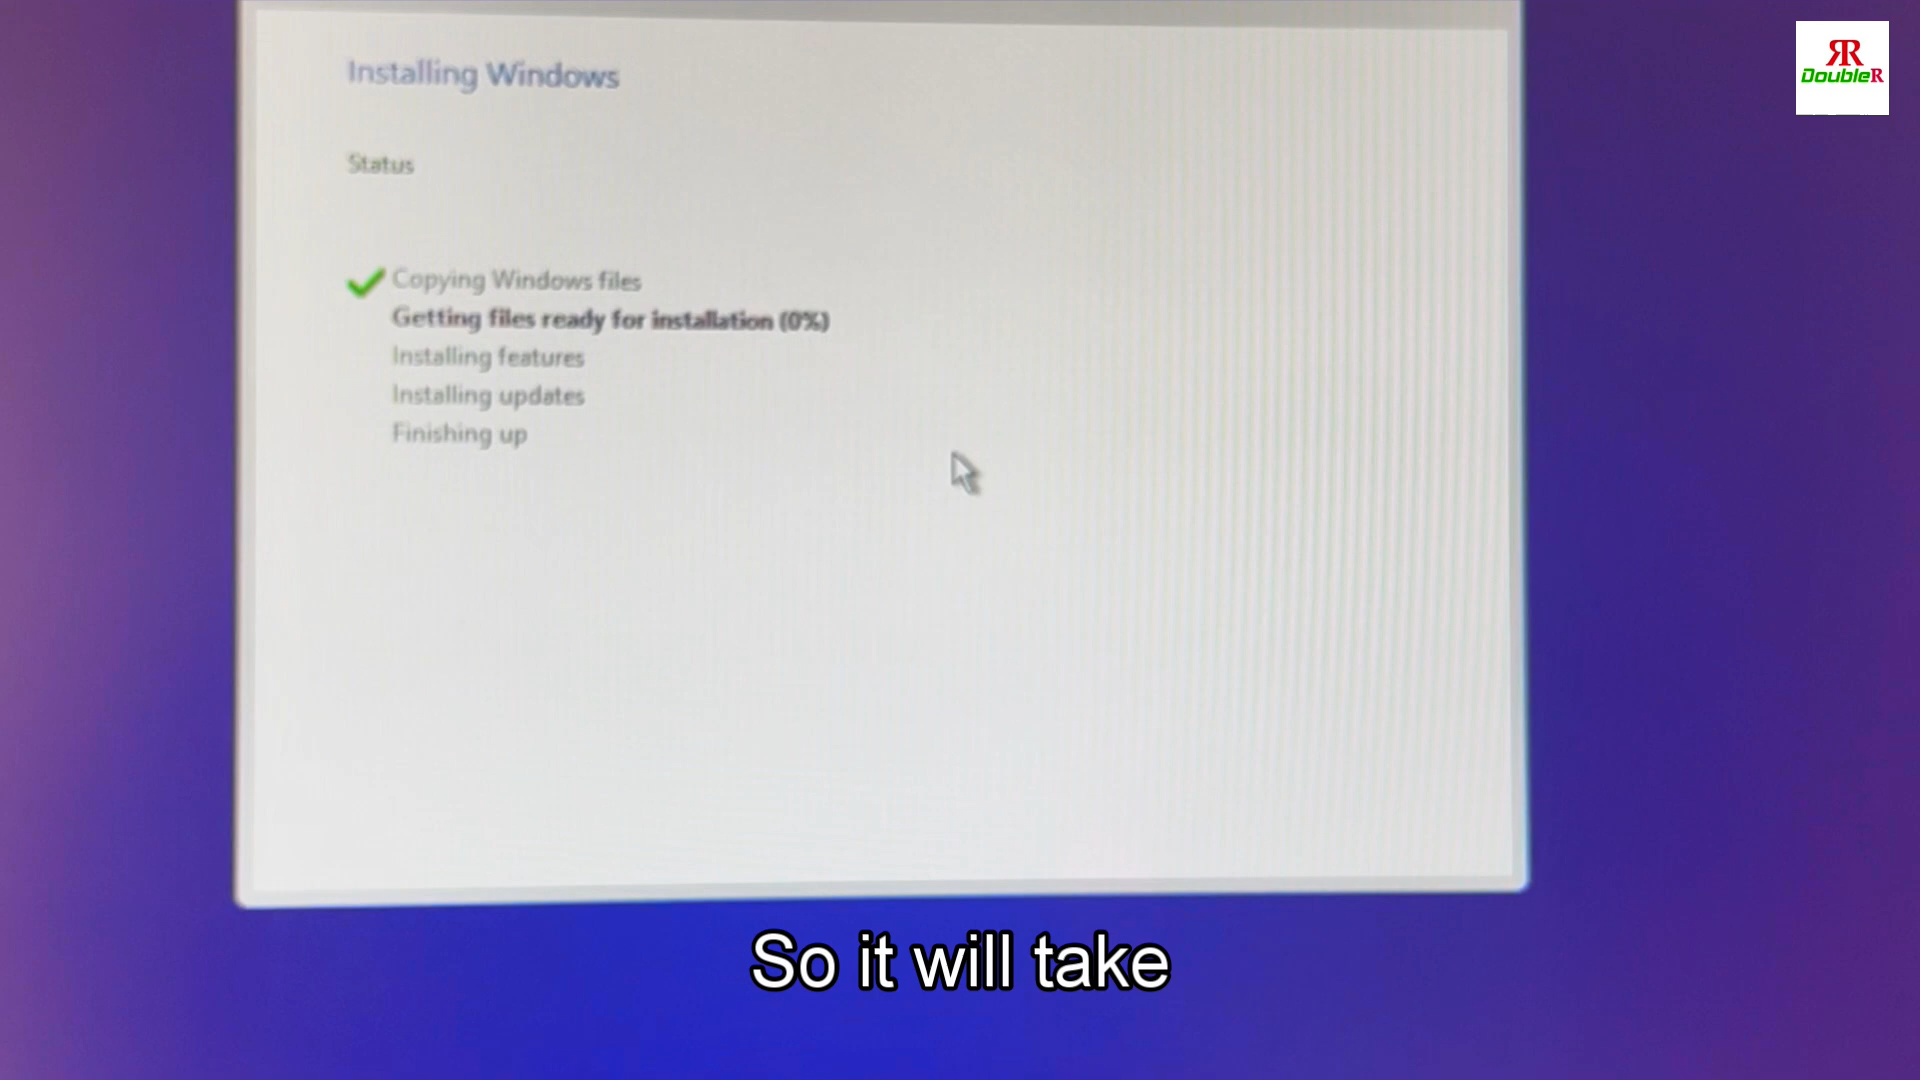 Installing Windows
ЯR
DoubleR
Status
Copying Windows files
Getting files ready for installation (0%)
Installing features
Installing updates
Finishing up
So it will take